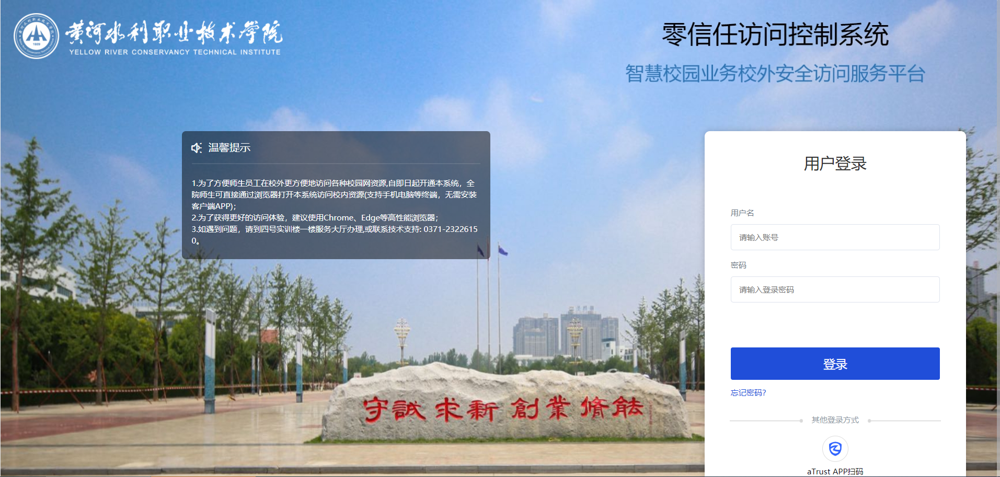 黄河水利职业技术学院
YELLOW RIVER CONSERVANCY TECHNICAL INSTITUTE
1929
零信任访问控制系统
智慧校园业务校外安全访问服务平台
温馨提示
1.为了方便师生员工在校外更方便地访问各种校园网资源,自即日起开通本系统，全
院师生可直接通过浏览器打开本系统访问校内资源(支持手机电脑等终端，无需安装
客户端APP)；
2.为了获得更好的访问体验，建议使用Chrome、Edge等高性能浏览器；
3.如遇到问题，请到四号实训楼一楼服务大厅办理,或联系技术支持: 0371-2322615
0。
用户登录
用户名
请输入账号
密码
请输入登录密码
登录
忘记密码?
其他登录方式
aTrust APP扫码
守誠 求新 創業 脩能